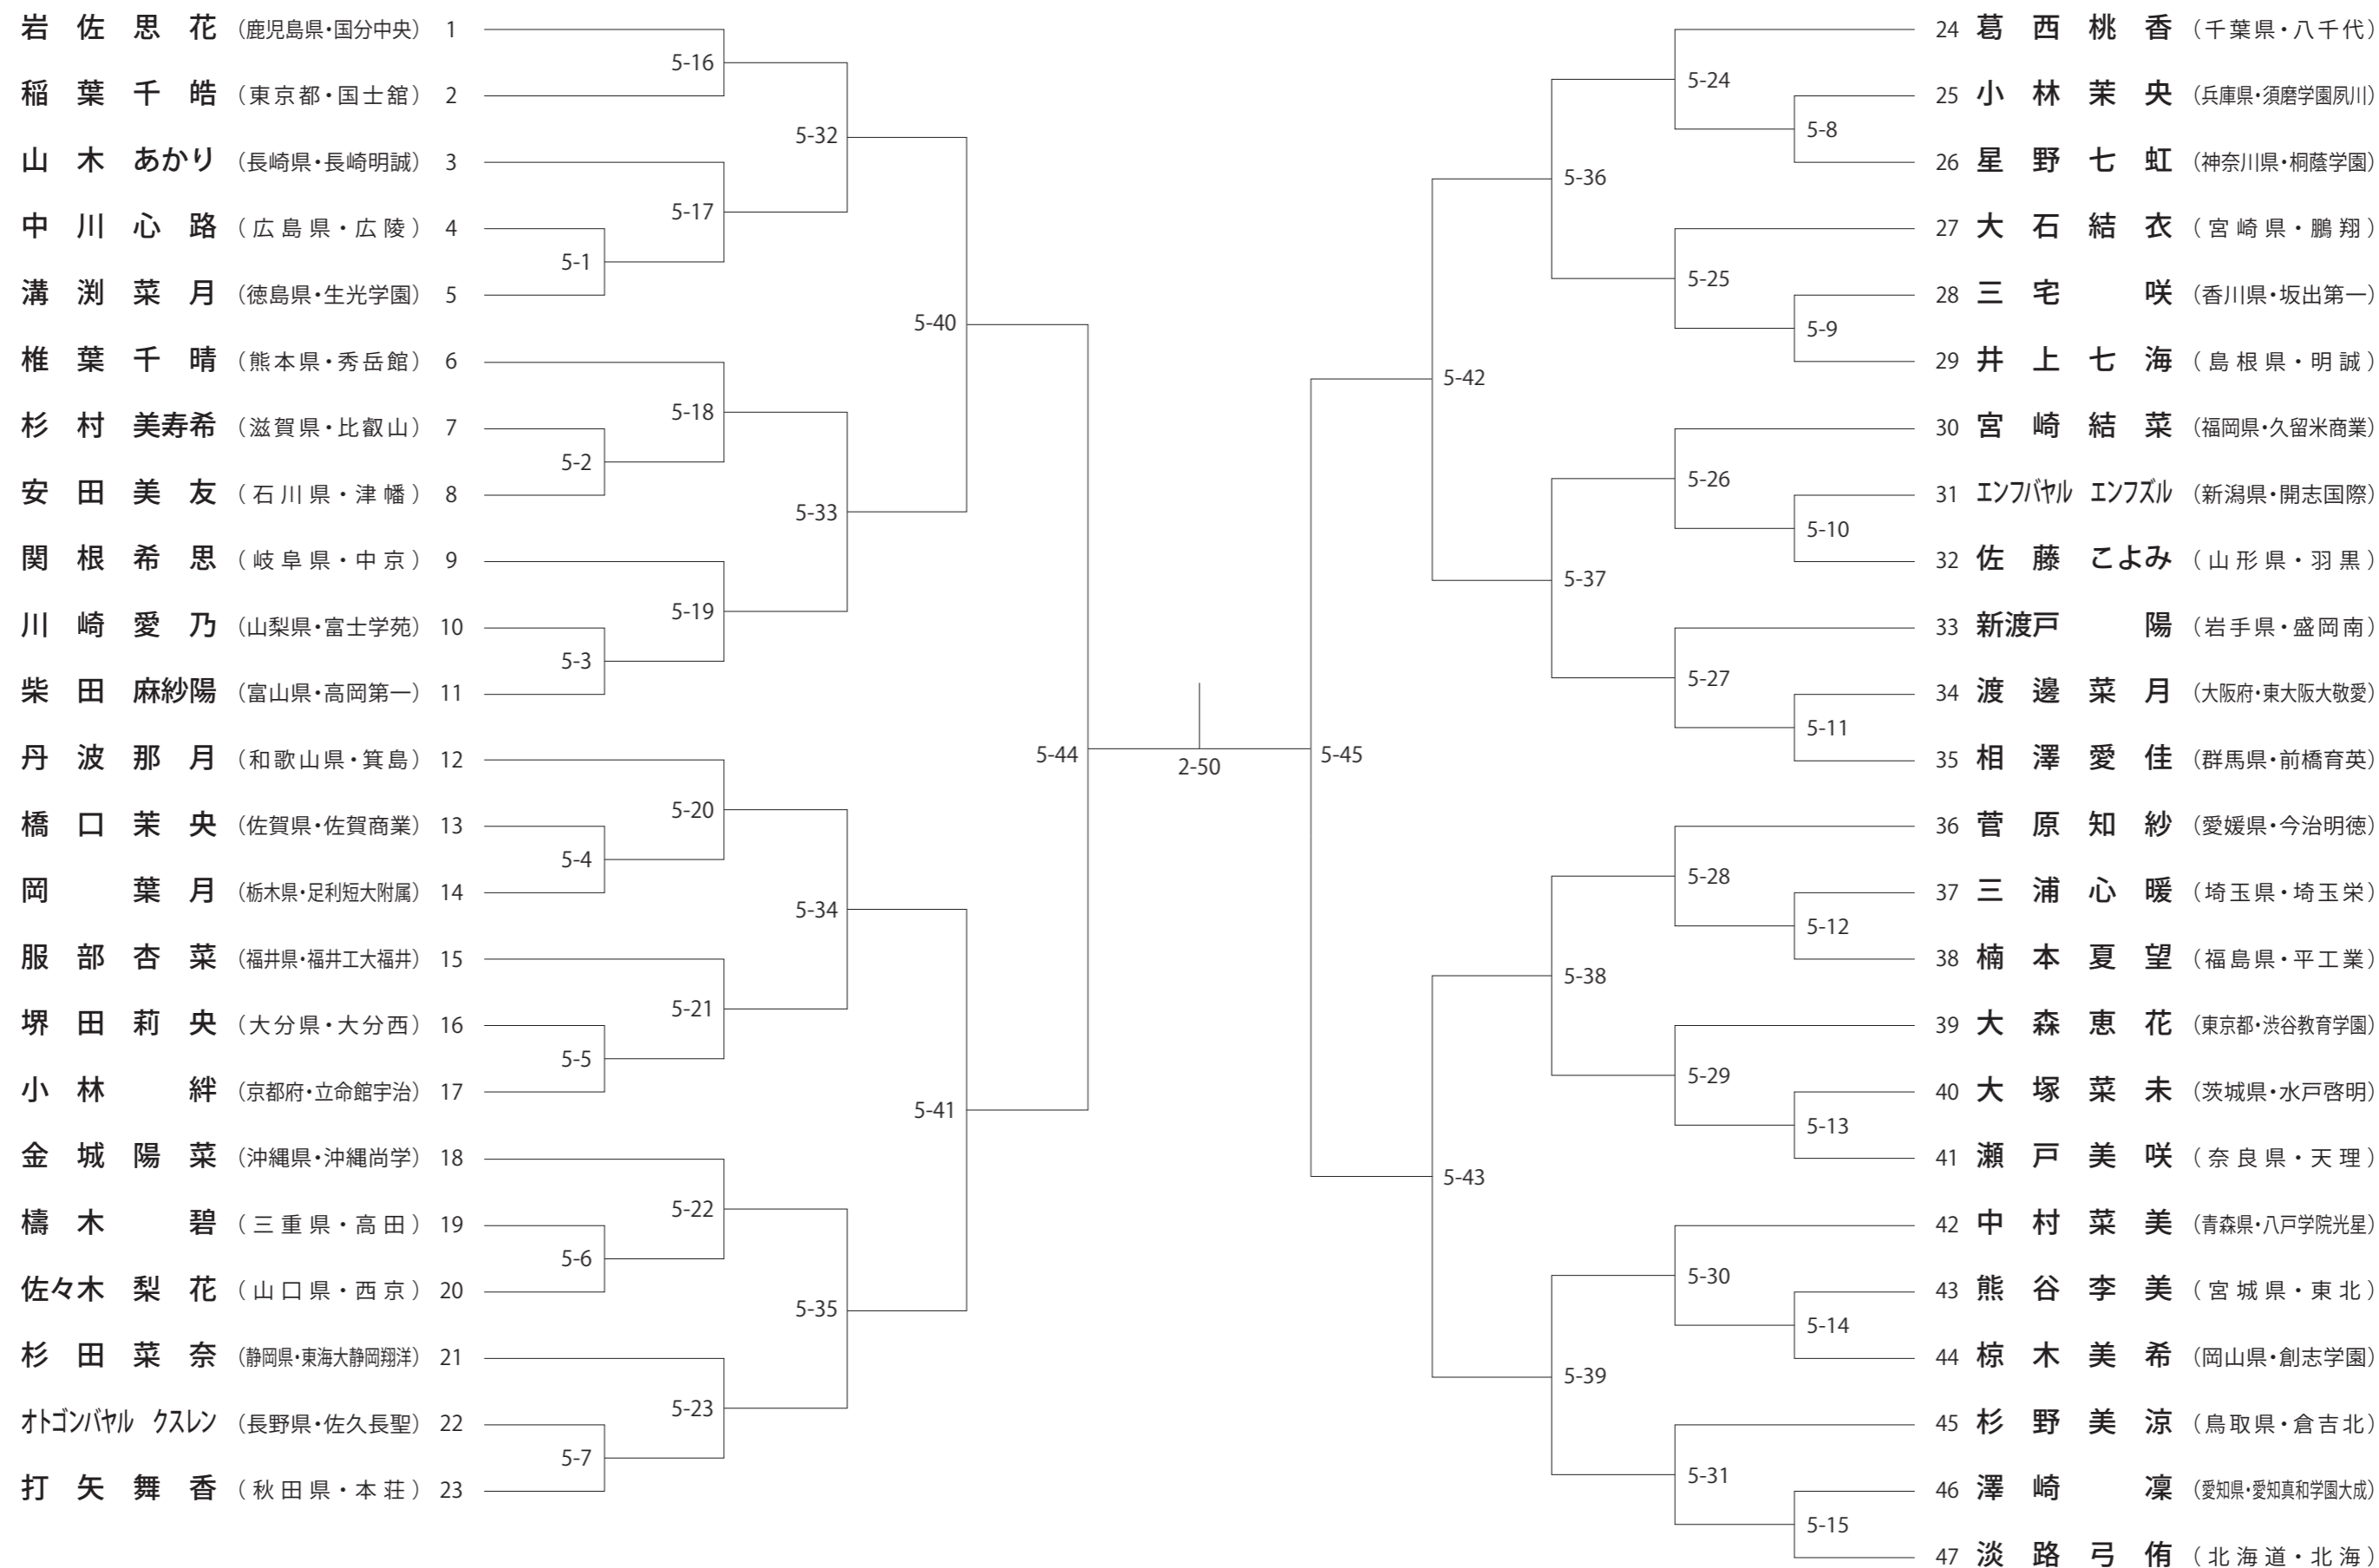 岩佐思花 (鹿児島県・国分中央) 1
稲葉千皓 (東京都・国士舘) 2
山木あかり (長崎県・長崎明誠) 3
中川心路 (広島県・広陵) 4
溝渕菜月 (徳島県・生光学園) 5
椎葉千晴 (熊本県・秀岳館) 6
杉村美寿希 (滋賀県・比叡山) 7
安田美友 (石川県・津幡) 8
関根希思 (岐阜県・中京) 9
川崎愛乃 (山梨県・富士学苑) 10
柴田麻紗陽 (富山県・高岡第一) 11
丹波那月 (和歌山県・箕島) 12
橋口茉央 (佐賀県・佐賀商業) 13
岡葉月 (栃木県・足利短大附属) 14
服部杏菜 (福井県・福井工大福井) 15
堺田莉央 (大分県・大分西) 16
小林絆 (京都府・立命館宇治) 17
金城陽菜 (沖縄県・沖縄尚学) 18
檮木碧 (三重県・高田) 19
佐々木梨花 (山口県・西京) 20
杉田菜奈 (静岡県・東海大静岡翔洋) 21
オトゴンバヤル クスレン (長野県・佐久長聖) 22
打矢舞香 (秋田県・本荘) 23
5-1
5-2
5-3
5-4
5-5
5-6
5-7
5-16
5-17
5-18
5-19
5-20
5-21
5-22
5-23
5-32
5-33
5-34
5-35
5-40
5-41
5-44
2-50
5-45
5-42
5-43
5-36
5-37
5-38
5-39
5-24
5-25
5-26
5-27
5-28
5-29
5-30
5-31
5-8
5-9
5-10
5-11
5-12
5-13
5-14
5-15
24 葛西桃香 (千葉県・八千代)
25 小林茉央 (兵庫県・須磨学園夙川)
26 星野七虹 (神奈川県・桐蔭学園)
27 大石結衣 (宮崎県・鵬翔)
28 三宅咲 (香川県・坂出第一)
29 井上七海 (島根県・明誠)
30 宮崎結菜 (福岡県・久留米商業)
31 エンフバヤル エンフズル (新潟県・開志国際)
32 佐藤こよみ (山形県・羽黒)
33 新渡戸陽 (岩手県・盛岡南)
34 渡邊菜月 (大阪府・東大阪大敬愛)
35 相澤愛佳 (群馬県・前橋育英)
36 菅原知紗 (愛媛県・今治明徳)
37 三浦心暖 (埼玉県・埼玉栄)
38 楠本夏望 (福島県・平工業)
39 大森恵花 (東京都・渋谷教育学園)
40 大塚菜未 (茨城県・水戸啓明)
41 瀬戸美咲 (奈良県・天理)
42 中村菜美 (青森県・八戸学院光星)
43 熊谷李美 (宮城県・東北)
44 椋木美希 (岡山県・創志学園)
45 杉野美涼 (鳥取県・倉吉北)
46 澤崎凜 (愛知県・愛知真和学園大成)
47 淡路弓侑 (北海道・北海)